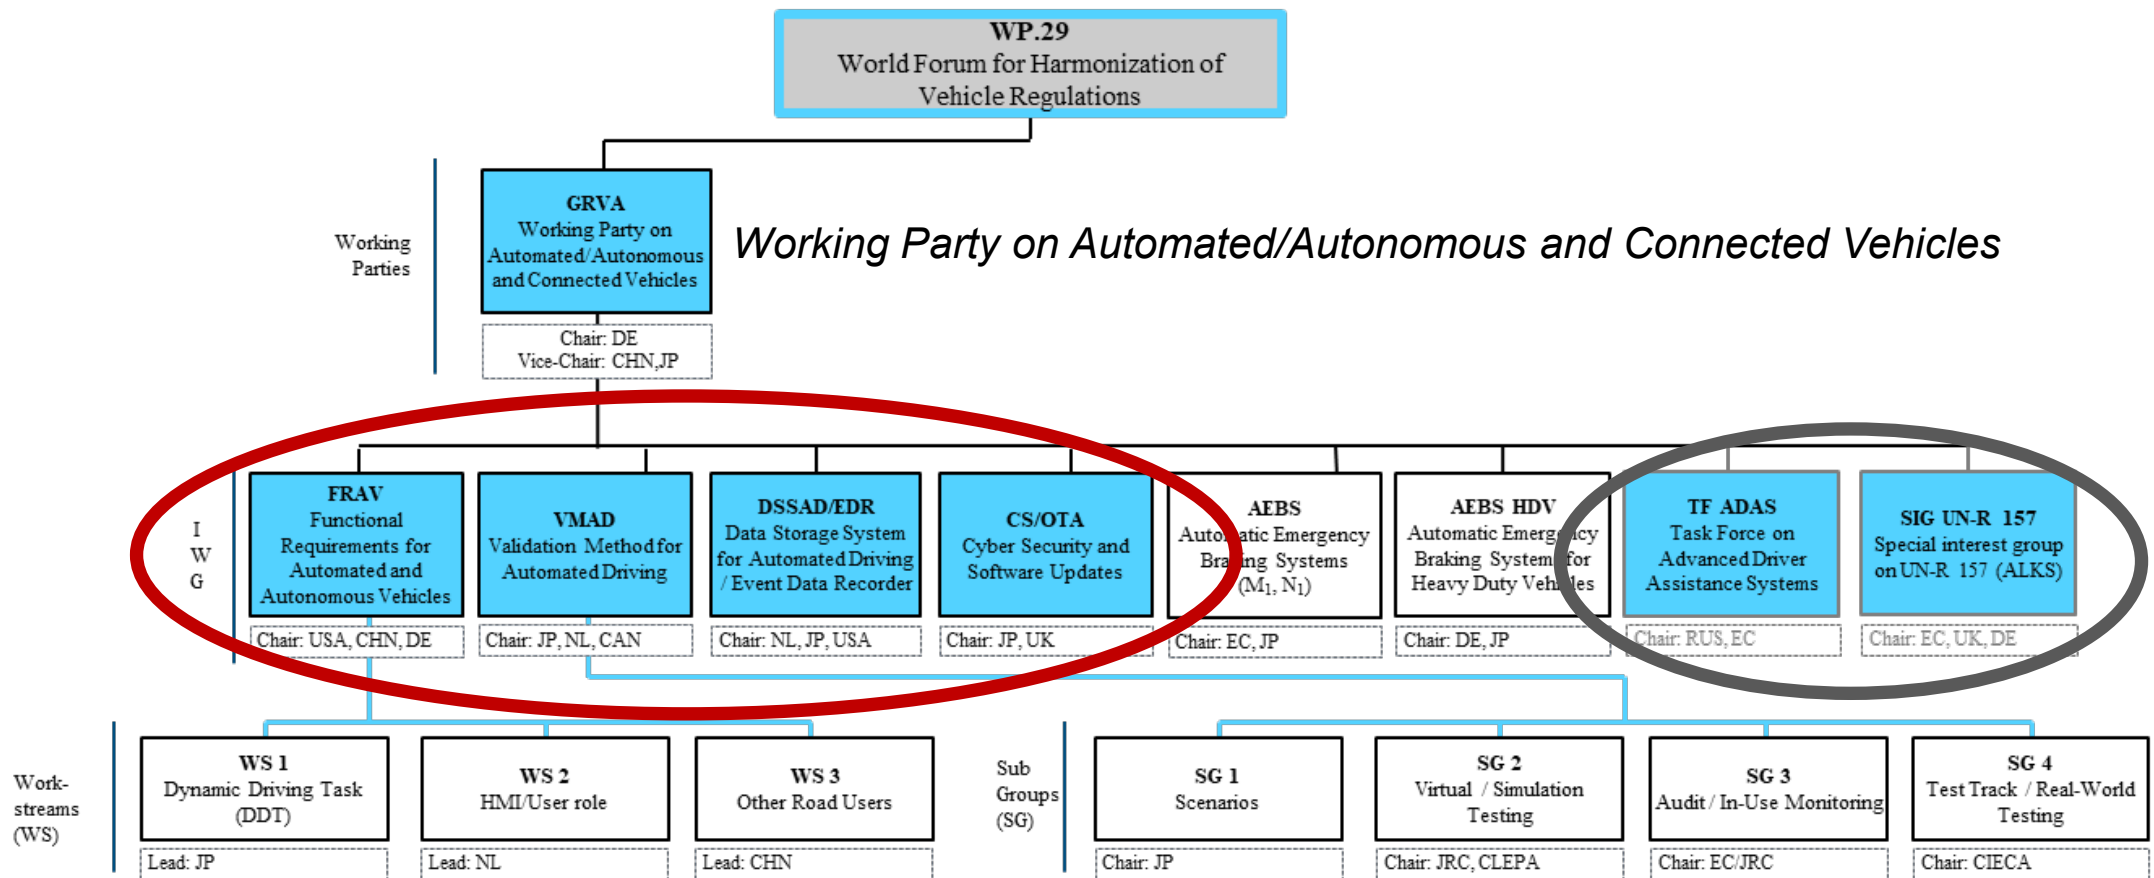 WP.29
World Forum for Harmonization of
Vehicle Regulations
Working
Parties
GRVA
Working Party on
Automated/Autonomous
and Connected Vehicles
Working Party on Automated/Autonomous and Connected Vehicles
Chair: DE
Vice-Chair: CHN,JP
I
W
G
FRAV
Functional
Requirements for
Automated and
Autonomous Vehicles
Chair: USA, CHN, DE
VMAD
Validation Method for
Automated Driving
Chair: JP, NL, CAN
DSSAD/EDR
Data Storage System
for Automated Driving
/ Event Data Recorder
Chair: NL, JP, USA
CS/OTA
Cyber Security and
Software Updates
Chair: JP, UK
AEBS
Automatic Emergency
Braking Systems
(M1, N1)
Chair: EC, JP
AEBS HDV
Automatic Emergency
Braking Systems for
Heavy Duty Vehicles
Chair: DE, JP
TF ADAS
Task Force on
Advanced Driver
Assistance Systems
Chair: RUS, EC
SIG UN-R 157
Special interest group
on UN-R 157 (ALKS)
Chair: EC, UK, DE
Work-
streams
(WS)
WS 1
Dynamic Driving Task
(DDT)
Lead: JP
WS 2
HMI/User role
Lead: NL
WS 3
Other Road Users
Lead: CHN
Sub
Groups
(SG)
SG 1
Scenarios
Chair: JP
SG 2
Virtual / Simulation
Testing
Chair: JRC, CLEPA
SG 3
Audit / In-Use Monitoring
Chair: EC/JRC
SG 4
Test Track / Real-World
Testing
Chair: CIECA